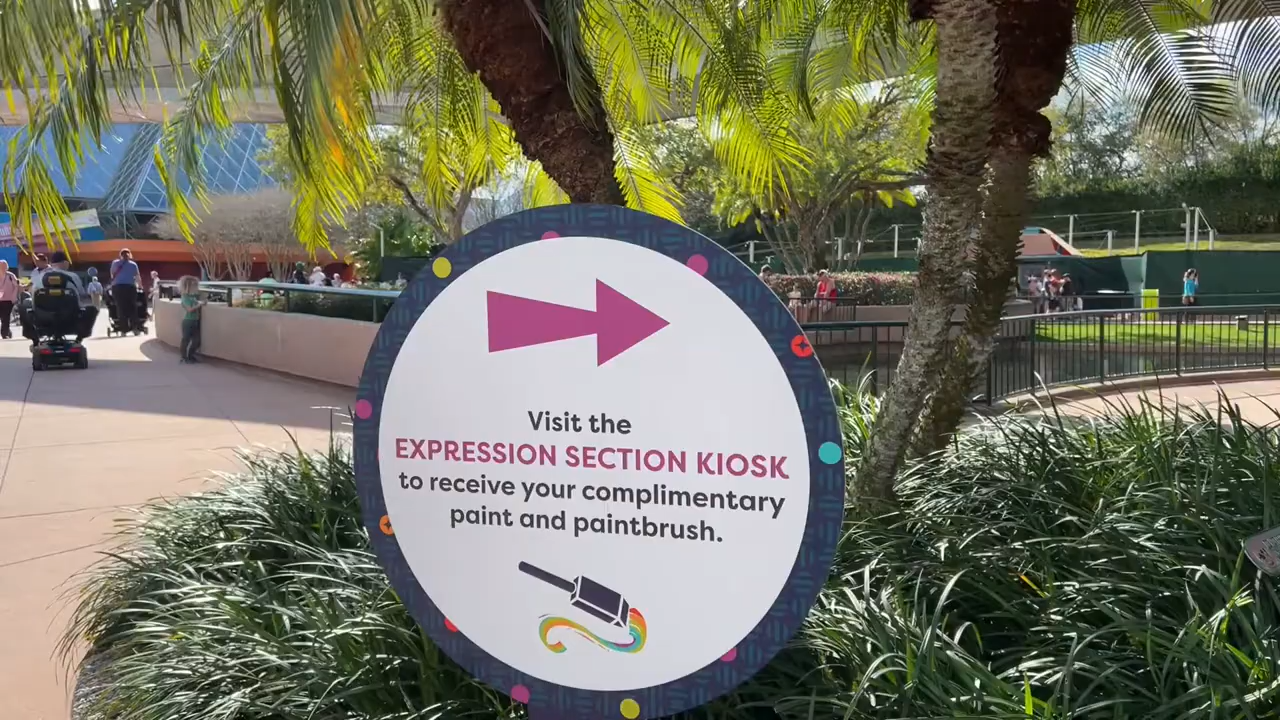 Visit the
EXPRESSION SECTION KIOSK
to receive your complimentary
paint and paintbrush.